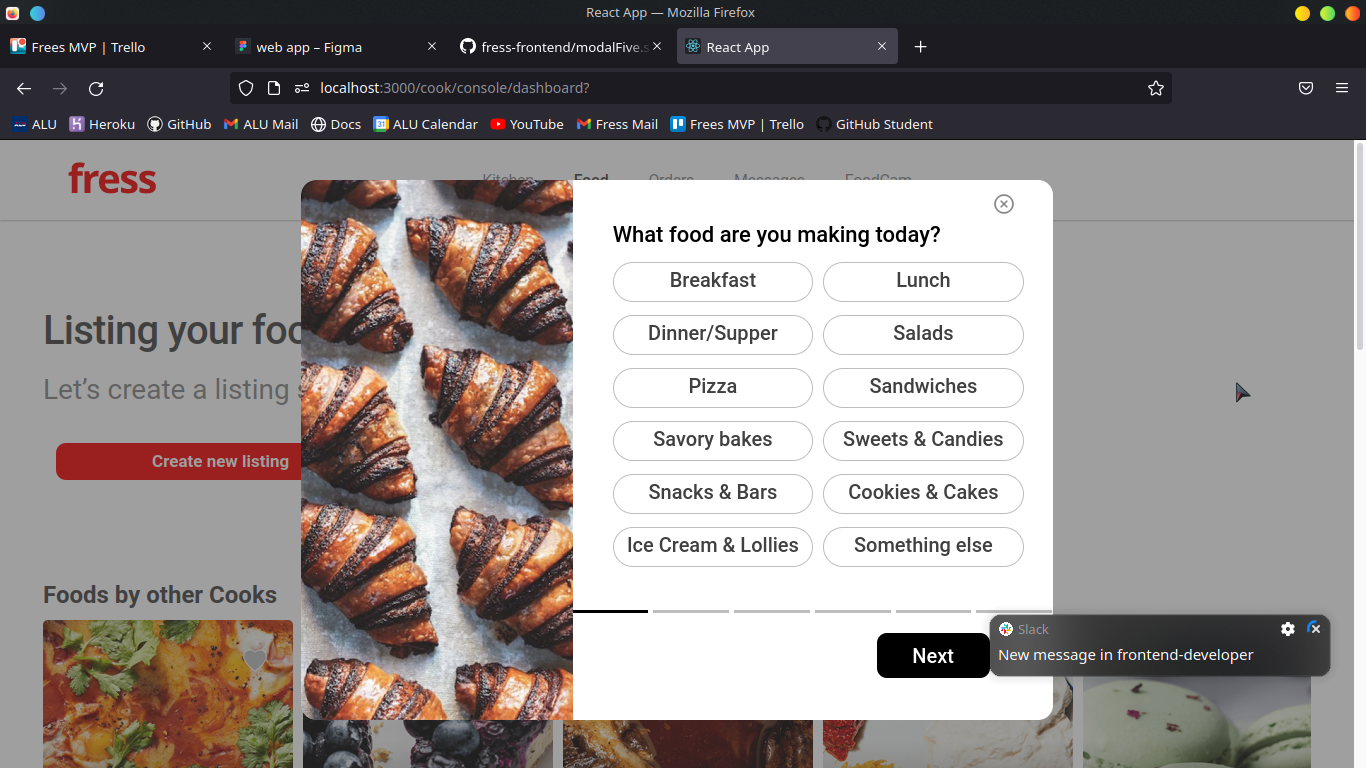 React App — Mozilla Firefox
Frees MVP | Trello
web app – Figma
fress-frontend/modalFive.s
React App
localhost:3000/cook/console/dashboard?
ALU
Heroku
GitHub
ALU Mail
Docs
31
ALU Calendar
YouTube
Fress Mail
Frees MVP | Trello
GitHub Student
fress
Kitchen
Food
Orders
Messages
FoodCam
What food are you making today?
Breakfast
Lunch
Dinner/Supper
Salads
Pizza
Sandwiches
Savory bakes
Sweets & Candies
Snacks & Bars
Cookies & Cakes
Ice Cream & Lollies
Something else
Next
Listing your foo
Let’s create a listing
Create new listing
Foods by other Cooks
Slack
New message in frontend-developer